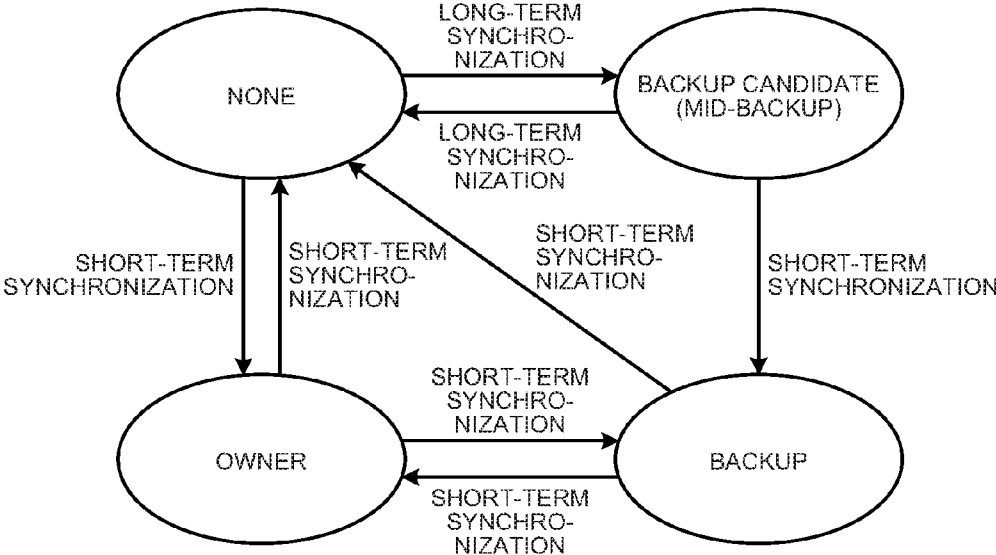 LONG-TERM
SYNCHRO-
NIZATION
NONE
BACKUP CANDIDATE
(MID-BACKUP)
LONG-TERM
SYNCHRO-
NIZATION
SHORT-TERM
SYNCHRONIZATION
SHORT-TERM
SYNCHRO-
NIZATION
SHORT-TERM
SYNCHRO-
NIZATION
SHORT-TERM
SYNCHRONIZATION
SHORT-TERM
SYNCHRO-
NIZATION
OWNER
BACKUP
SHORT-TERM
SYNCHRO-
NIZATION